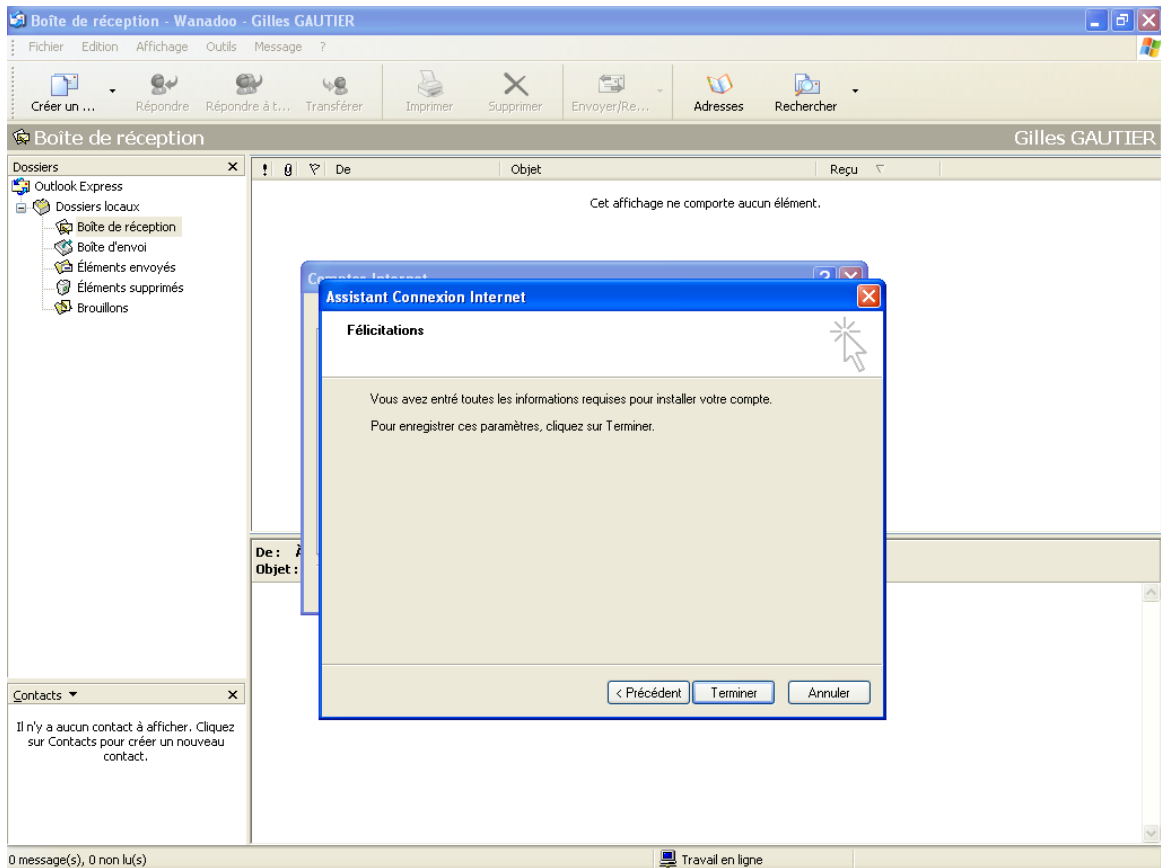 Boîte de réception - Wanadoo - Gilles GAUTIER
Fichier Edition Affichage Outils Message ?
Créer un ... Répondre Répondre à t... Transférer Imprimer Supprimer Envoyer/Re... Adresses Rechercher
Boîte de réception Gilles GAUTIER
Dossiers
! De Objet Reçu
Outlook Express
Cet affichage ne comporte aucun élément.
Dossiers locaux
Boîte de réception
Boîte d'envoi
Éléments envoyés
Éléments supprimés
Brouillons
Comptes Internet
Assistant Connexion Internet
Félicitations
Vous avez entré toutes les informations requises pour installer votre compte.
Pour enregistrer ces paramètres, cliquez sur Terminer.
De : À
Objet :
< Précédent Terminer Annuler
Contacts
Il n'y a aucun contact à afficher. Cliquez
sur Contacts pour créer un nouveau
contact.
0 message(s), 0 non lu(s) Travail en ligne